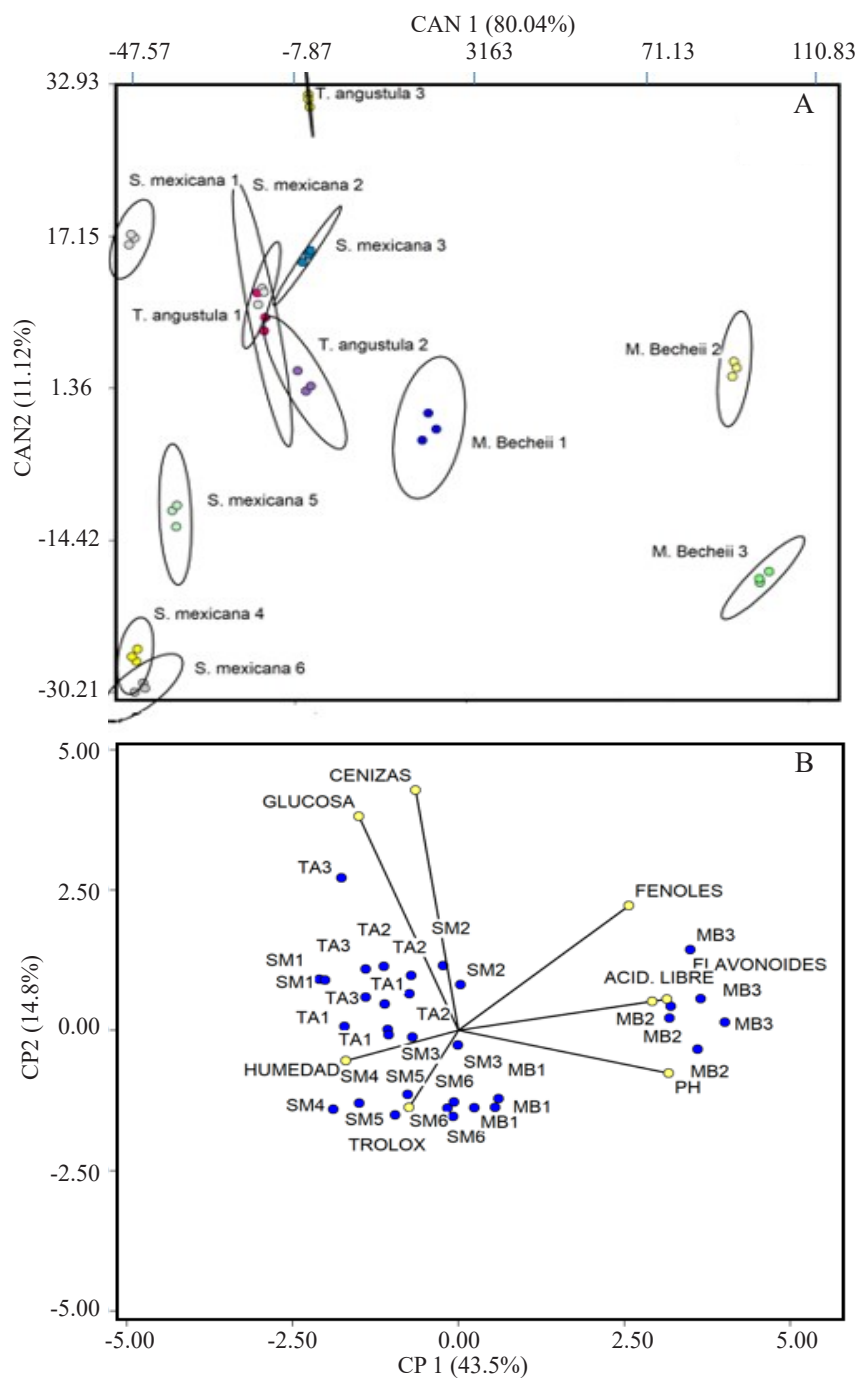 CAN 1 (80.04%)
-47.57 -7.87 3163 71.13 110.83
32.93
T. angustula 3
A
S. mexicana 1
S. mexicana 2
17.15
S. mexicana 3
T. angustula 1
T. angustula 2
M. Becheii 2
CAN2 (11.12%)
1.36
M. Becheii 1
S. mexicana 5
-14.42
M. Becheii 3
S. mexicana 4
S. mexicana 6
-30.21
5.00
B
CENIZAS
GLUCOSA
TA3
2.50
FENOLES
TA2
SM2
MB3
TA3
TA2
SM1
SM2
FLAVONOIDES
SM1
TA1
ACID. LIBRE
MB3
TA3
TA1
TA2
MB2
MB3
CP2 (14.8%)
0.00
TA1
MB2
SM3
SM3
HUMEDAD
SM4
SM5
SM6
MB1
MB2
PH
SM4
SM5
SM6
MB1
MB1
TROLOX
SM6
-2.50
-5.00
-5.00 -2.50 0.00 2.50 5.00
CP 1 (43.5%)